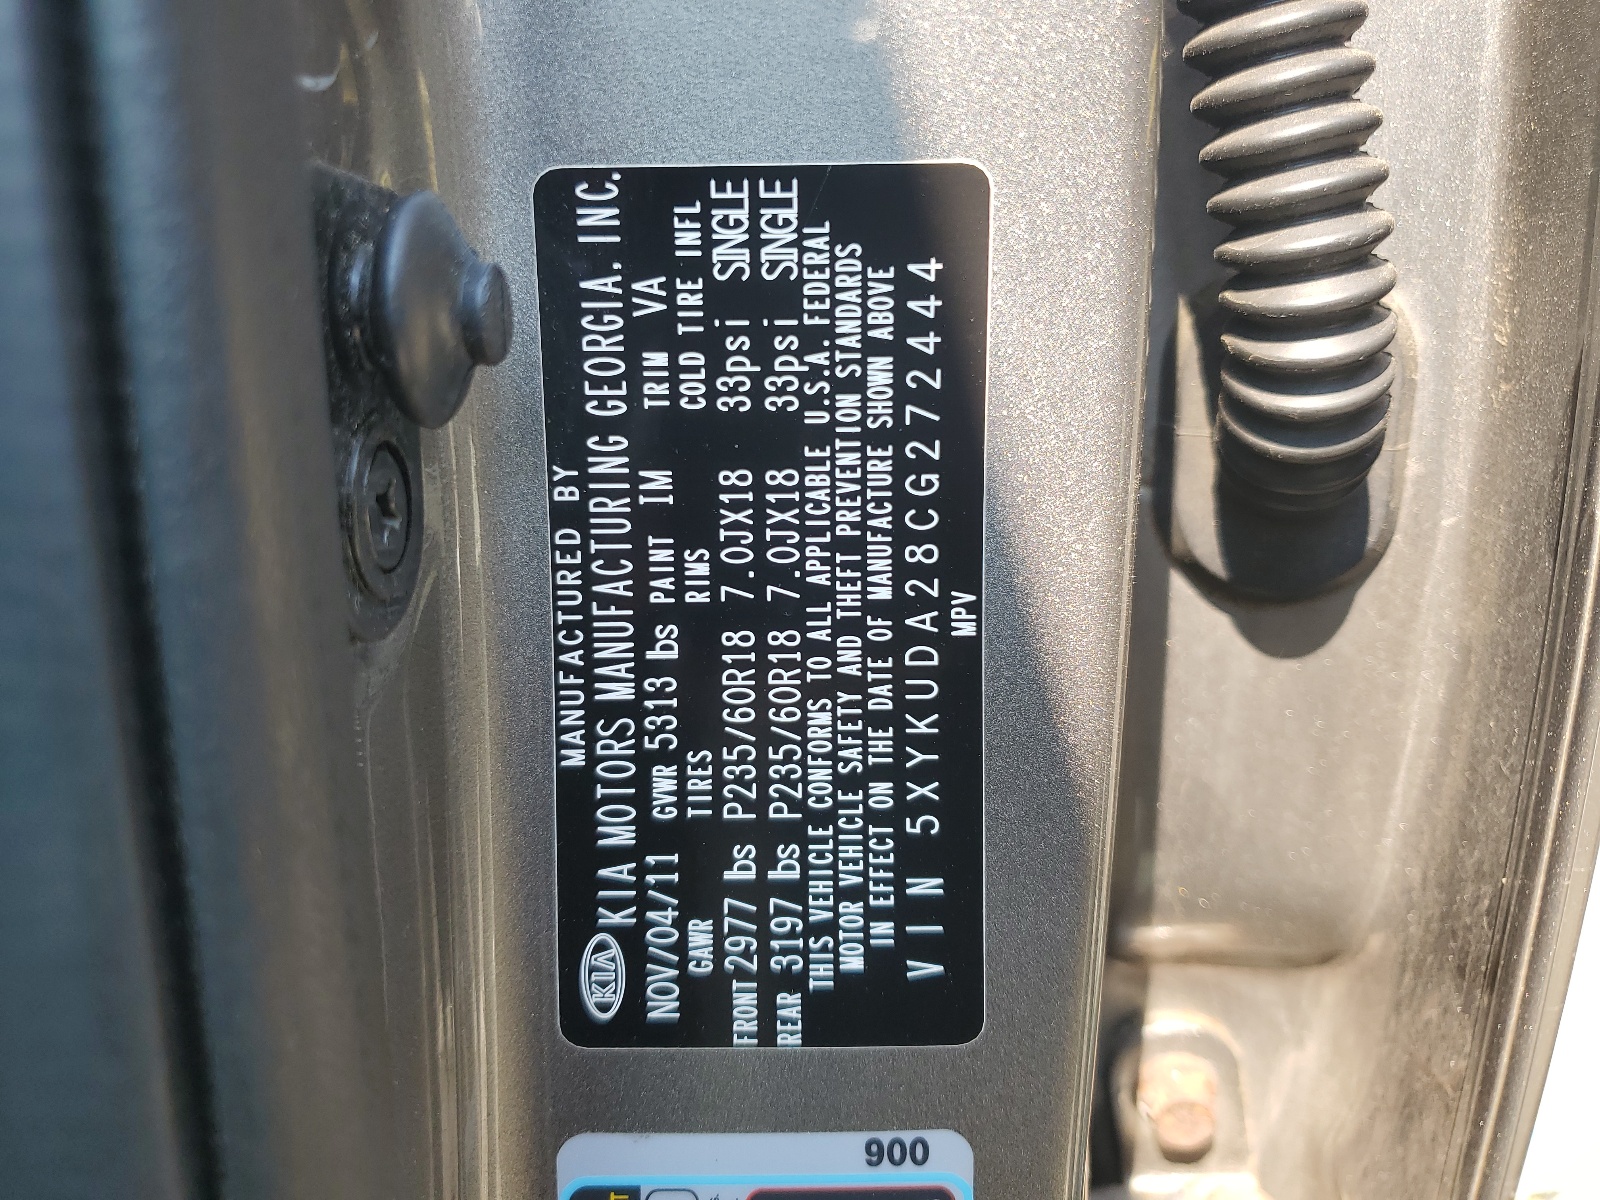 MANUFACTURED BY
KIA KIA MOTORS MANUFACTURING GEORGIA, INC.
NOV/04/11 GVWR 5313 lbs PAINT IM TRIM VA
GAWR TIRES RIMS COLD TIRE INFL
FRONT 2977 lbs P235/60R18 7.0JX18 33psi SINGLE
REAR 3197 lbs P235/60R18 7.0JX18 33psi SINGLE
THIS VEHICLE CONFORMS TO ALL APPLICABLE U.S.A. FEDERAL
MOTOR VEHICLE SAFETY AND THEFT PREVENTION STANDARDS
IN EFFECT ON THE DATE OF MANUFACTURE SHOWN ABOVE
VIN 5XYKUDA28CG272444
MPV
900